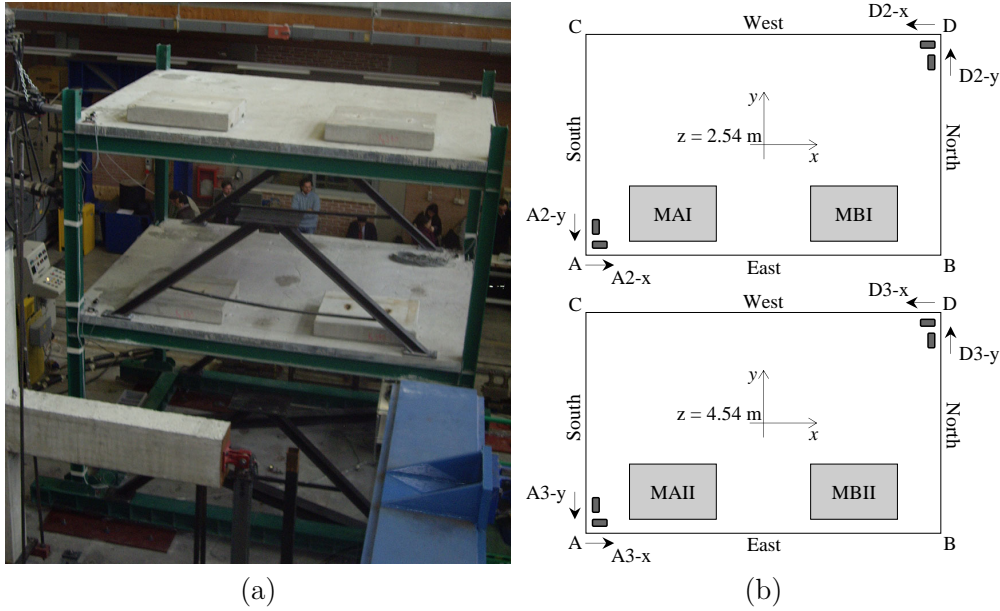 West
D2-x
C
D
D2-y
y
South
z = 2.54 m
x
North
MAI
MBI
A2-y
A
East
B
A2-x
West
D3-x
C
D
D3-y
y
South
z = 4.54 m
x
North
MAII
MBII
A3-y
A
East
B
A3-x
(a)
(b)